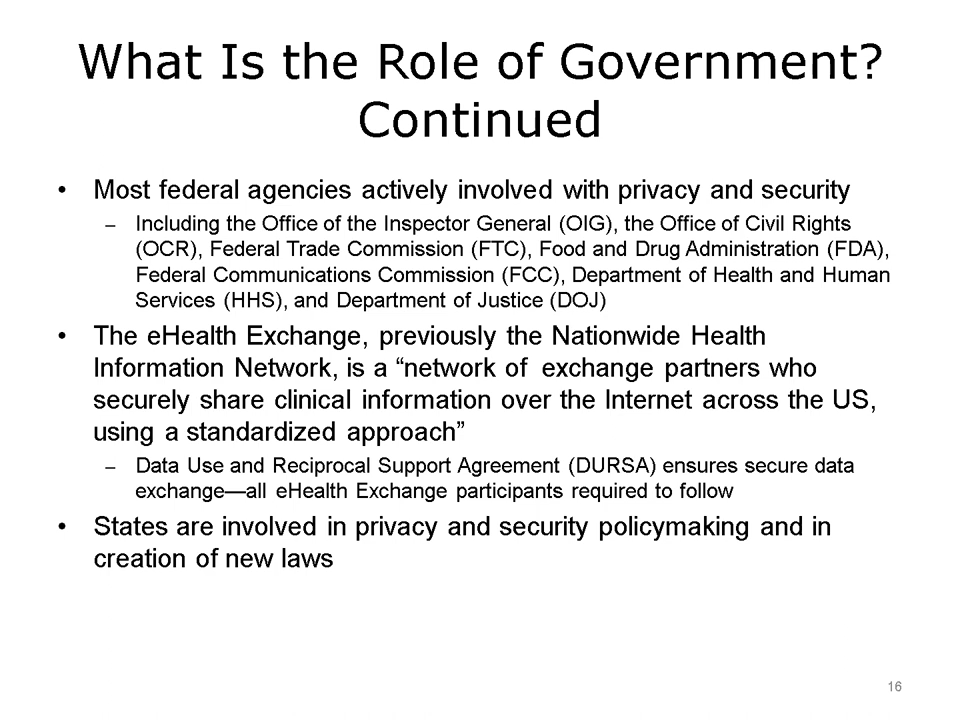 What Is the Role of Government?
Continued
• Most federal agencies actively involved with privacy and security
– Including the Office of the Inspector General (OIG), the Office of Civil Rights
(OCR), Federal Trade Commission (FTC), Food and Drug Administration (FDA),
Federal Communications Commission (FCC), Department of Health and Human
Services (HHS), and Department of Justice (DOJ)
• The eHealth Exchange, previously the Nationwide Health
Information Network, is a “network of exchange partners who
securely share clinical information over the Internet across the US,
using a standardized approach”
– Data Use and Reciprocal Support Agreement (DURSA) ensures secure data
exchange—all eHealth Exchange participants required to follow
• States are involved in privacy and security policymaking and in
creation of new laws
16